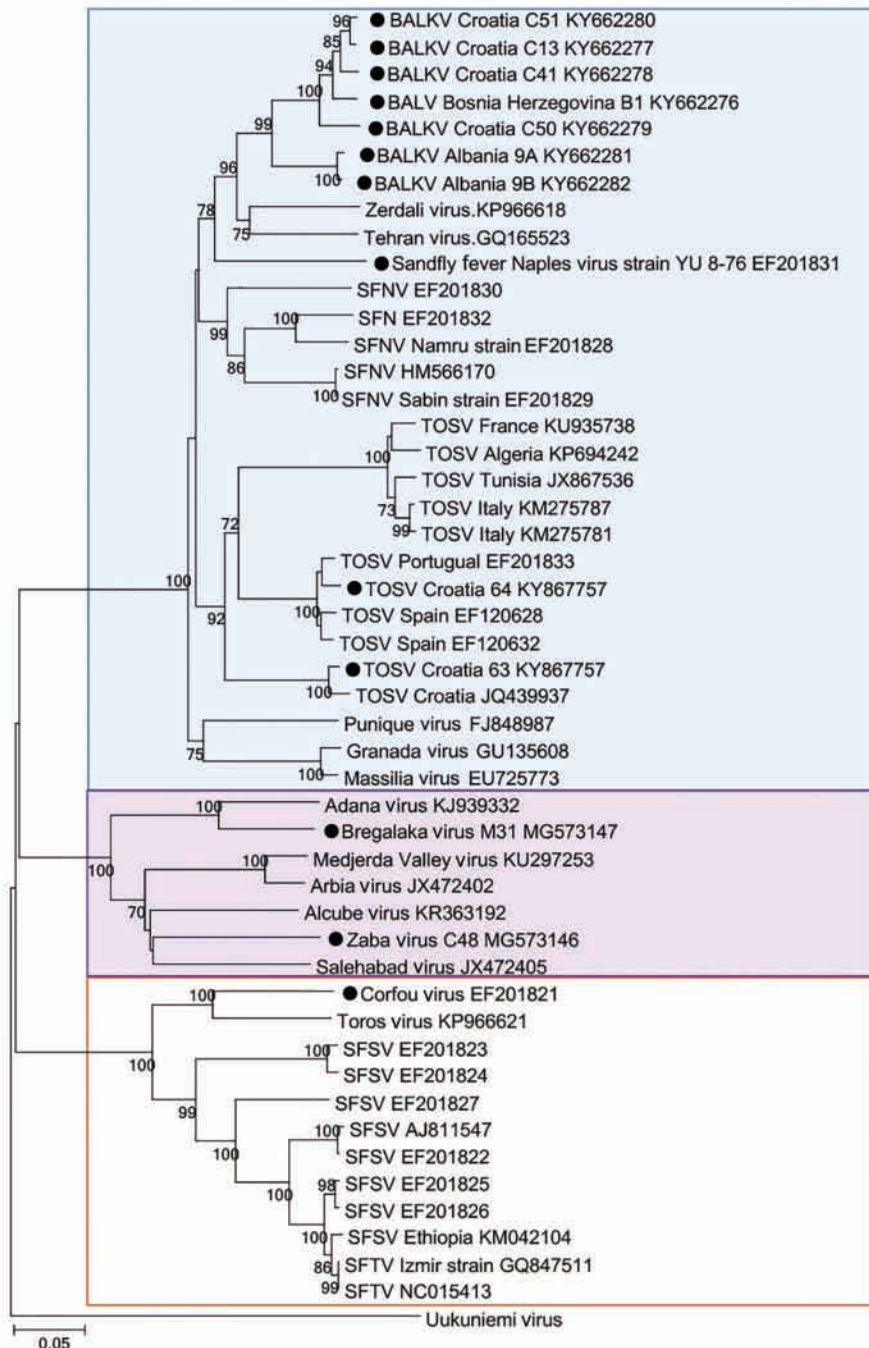 BALKV Croatia C51 KY662280
96
BALKV Croatia C13 KY662277
85
BALKV Croatia C41 KY662278
94
BALV Bosnia Herzegovina B1 KY662276
100
BALKV Croatia C50 KY662279
99
BALKV Albania 9A KY662281
100
BALKV Albania 9B KY662282
96
Zerdali virus.KP966618
78
75
Tehran virus.GQ165523
Sandfly fever Naples virus strain YU 8-76 EF201831
SFNV EF201830
99
SFN EF201832
100
SFNV Namru strain EF201828
86
SFNV HM566170
100
SFNV Sabin strain EF201829
TOSV France KU935738
TOSV Algeria KP694242
100
TOSV Tunisia JX867536
73
TOSV Italy KM275787
99
TOSV Italy KM275781
72
TOSV Portugual EF201833
100
TOSV Croatia 64 KY867757
100
TOSV Spain EF120628
92
TOSV Spain EF120632
TOSV Croatia 63 KY867757
100
TOSV Croatia JQ439937
Punique virus FJ848987
75
Granada virus GU135608
100
Massilia virus EU725773
Adana virus KJ939332
100
Bregalaka virus M31 MG573147
100
Medjerda Valley virus KU297253
100
Arbia virus JX472402
70
Alcube virus KR363192
Zaba virus C48 MG573146
Salehabad virus JX472405
Corfou virus EF201821
100
Toros virus KP966621
100
SFSV EF201823
100
SFSV EF201824
99
SFSV EF201827
100
SFSV AJ811547
100
SFSV EF201822
100
SFSV EF201825
98
SFSV EF201826
100
SFSV Ethiopia KM042104
86
SFTV Izmir strain GQ847511
99
SFTV NC015413
Uukuniemi virus
0.05